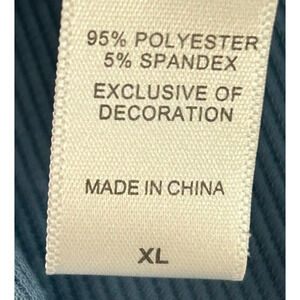 95% POLYESTER
5% SPANDEX
EXCLUSIVE OF
DECORATION
MADE IN CHINA
XL